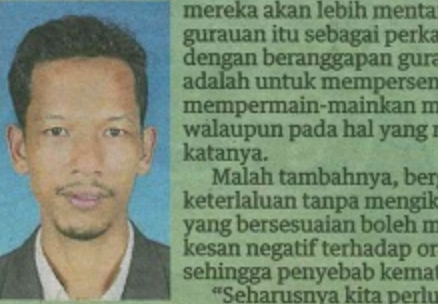 mereka akan lebih menta
gurauan itu sebagai perka
dengan beranggapan gura
adalah untuk mempersen
mempermain-mainkan m
walaupun pada hal yang
katanya.
Malah tambahnya, berg
keterlaluan tanpa mengik
yang bersesuaian boleh m
kesan negatif terhadap or
sehingga penyebab kemat
"Seharusnya kita perlu